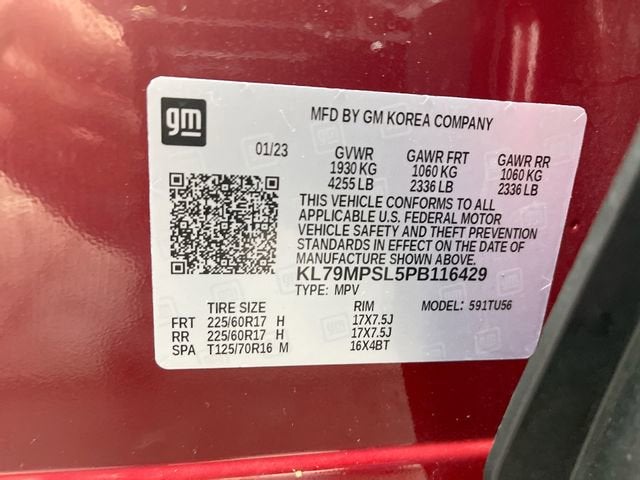 gm
MFD BY GM KOREA COMPANY
01/23 GVWR GAWR FRT GAWR RR
1930 KG 1060 KG 1060 KG
4255 LB 2336 LB 2336 LB
THIS VEHICLE CONFORMS TO ALL
APPLICABLE U.S. FEDERAL MOTOR
VEHICLE SAFETY AND THEFT PREVENTION
STANDARDS IN EFFECT ON THE DATE OF
MANUFACTURE SHOWN ABOVE.
KL79MPSL5PB116429
TYPE: MPV
TIRE SIZE RIM MODEL: 591TU56
FRT 225/60R17 H 17X7.5J
RR 225/60R17 H 17X7.5J
SPA T125/70R16 M 16X4BT